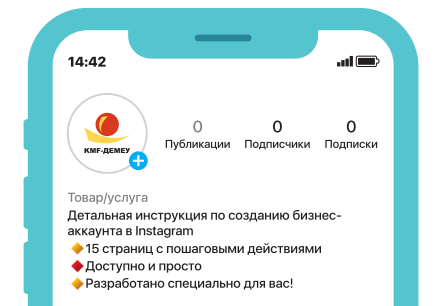 14:42
KMF-ДЕМЕУ
0 0 0
Публикации Подписчики Подписки
Товар/услуга
Детальная инструкция по созданию бизнес-
аккаунта в Instagram
15 страниц с пошаговыми действиями
Доступно и просто
Разработано специально для вас!